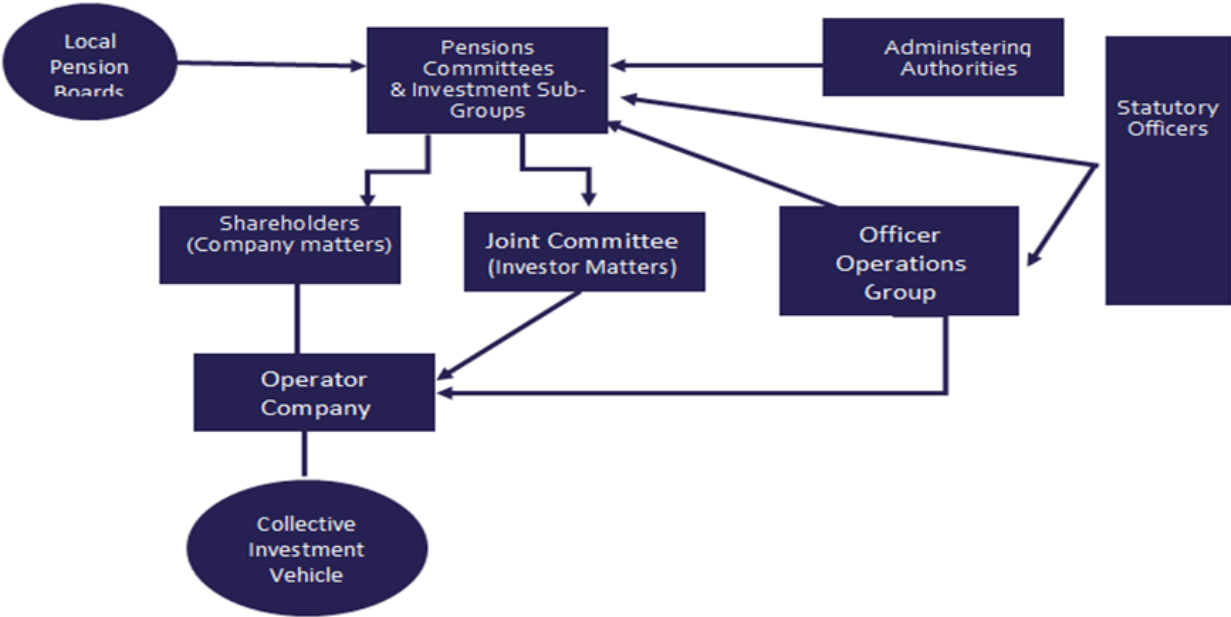 Local
Pension
Boards
Pensions
Committees
& Investment Sub-
Groups
Administering
Authorities
Statutory
Officers
Shareholders
(Company matters)
Joint Committee
(Investor Matters)
Officer
Operations
Group
Operator
Company
Collective
Investment
Vehicle